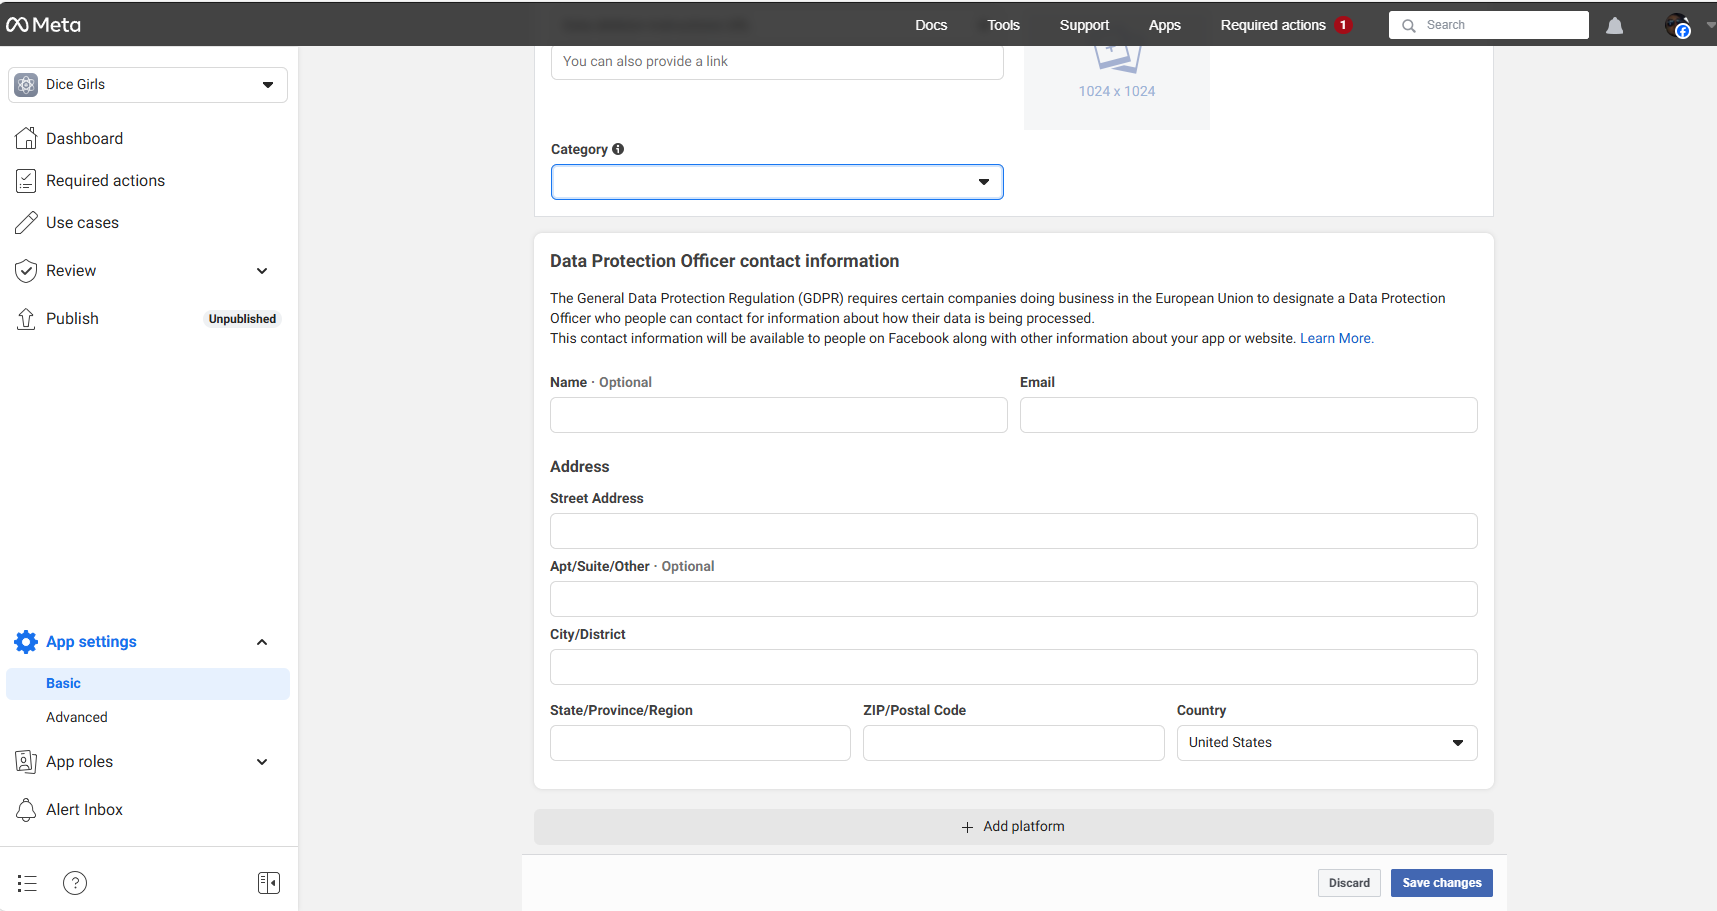 Meta
Docs
Tools
Support
Apps
Required actions 1
Search
Dice Girls
Dashboard
Required actions
Use cases
Review
Publish
Unpublished
App settings
Basic
Advanced
App roles
Alert Inbox
You can also provide a link
1024 x 1024
Category
Data Protection Officer contact information
The General Data Protection Regulation (GDPR) requires certain companies doing business in the European Union to designate a Data Protection
Officer who people can contact for information about how their data is being processed.
This contact information will be available to people on Facebook along with other information about your app or website. Learn More.
Name · Optional
Email
Address
Street Address
Apt/Suite/Other · Optional
City/District
State/Province/Region
ZIP/Postal Code
Country
United States
+ Add platform
Discard
Save changes